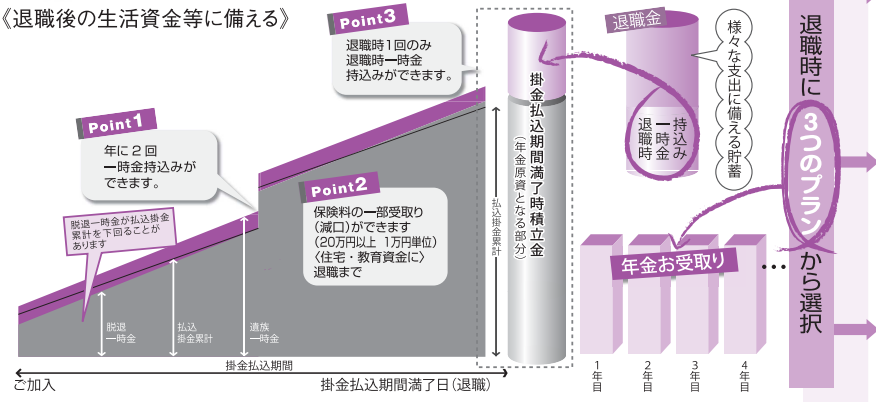 《退職後の生活資金等に備える》
Point1
年に2回
一時金持込みが
できます。
脱退一時金が払込掛金
累計を下回ることが
あります
Point2
保険料の一部受取り
（減口）ができます
（20万円以上 1万円単位）
〈住宅・教育資金に〉
退職まで
Point3
退職時1回のみ
退職時一時金
持込みができます。
脱退
一時金
払込
掛金累計
遺族
一時金
掛金払込期間
ご加入
掛金払込期間満了日（退職）
払込掛金累計
掛金払込期間満了時積立金
（年金原資となる部分）
退職金
持込み
一時金
退職時
様々な支出に備える貯蓄
年金お受取り
…
1年目
2年目
3年目
4年目
退職時に3つのプランから選択